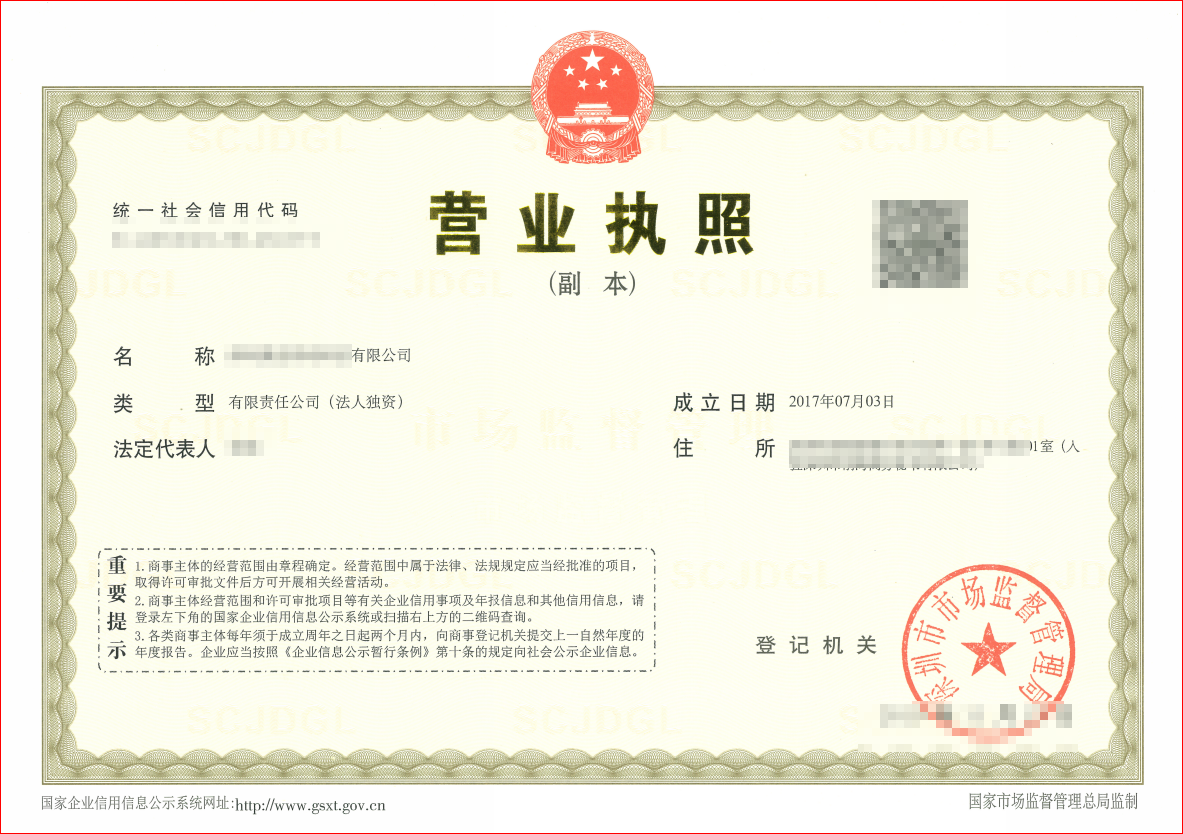 统一社会信用代码
营业执照
(副 本)
名 称 有限公司
类 型 有限责任公司（法人独资）
成立日期 2017年07月03日
法定代表人
住 所 01室（入
重要提示
1.商事主体的经营范围由章程确定。经营范围中属于法律、法规规定应当经批准的项目，
取得许可审批文件后方可开展相关经营活动。
2.商事主体经营范围和许可审批项目等有关企业信用事项及年报信息和其他信用信息，请
登录左下角的国家企业信用信息公示系统或扫描右上方的二维码查询。
3.各类商事主体每年须于成立周年之日起两个月内，向商事登记机关提交上一自然年度的
年度报告。企业应当按照《企业信息公示暂行条例》第十条的规定向社会公示企业信息。
登记机关
深圳市市场监督管理局
国家企业信用信息公示系统网址:http://www.gsxt.gov.cn
国家市场监督管理总局监制
SCJDGL
SCJDGL
SCJDGL
SCJDGL
SCJDGL
SCJDGL
市场监督管理